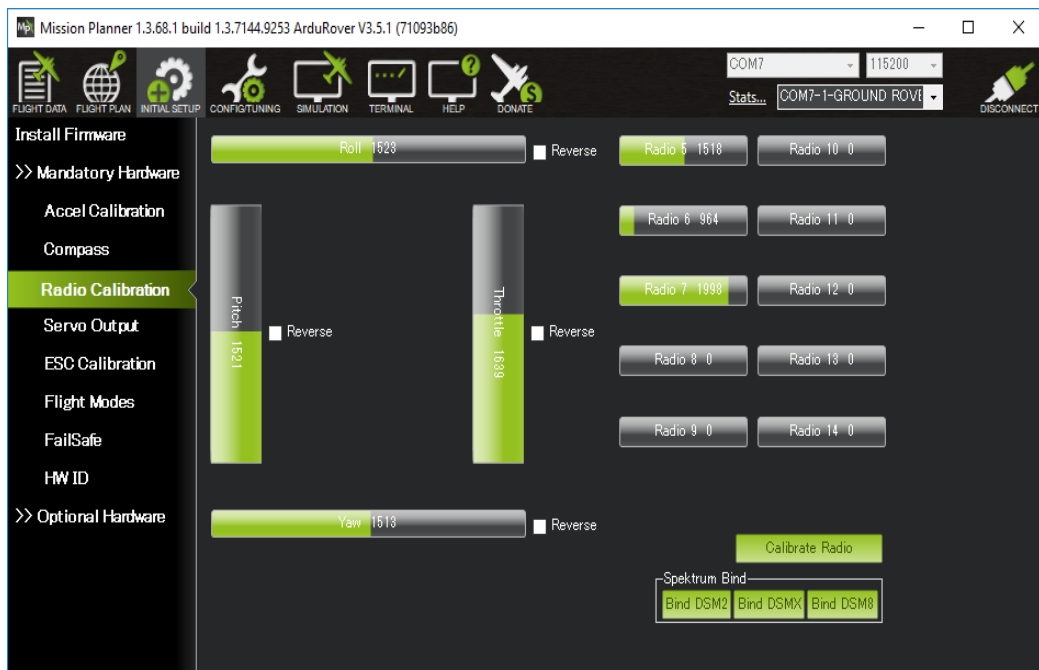 Mission Planner 1.3.68.1 build 1.3.7144.9253 ArduRover V3.5.1 (71093b86)
FLIGHT DATA FLIGHT PLAN INITIAL SETUP CONFIG/TUNING SIMULATION TERMINAL HELP DONATE
COM7 115200
Stats... COM7-1-GROUND ROVE
DISCONNECT
Install Firmware
>> Mandatory Hardware
Accel Calibration
Compass
Radio Calibration
Servo Output
ESC Calibration
Flight Modes
FailSafe
HW ID
>> Optional Hardware
Roll 1523
Reverse
Pitch 1521
Reverse
Throttle 1639
Reverse
Yaw 1513
Reverse
Radio 5 1518
Radio 10 0
Radio 6 964
Radio 11 0
Radio 7 1998
Radio 12 0
Radio 8 0
Radio 13 0
Radio 9 0
Radio 14 0
Calibrate Radio
Spektrum Bind
Bind DSM2 Bind DSMX Bind DSM8